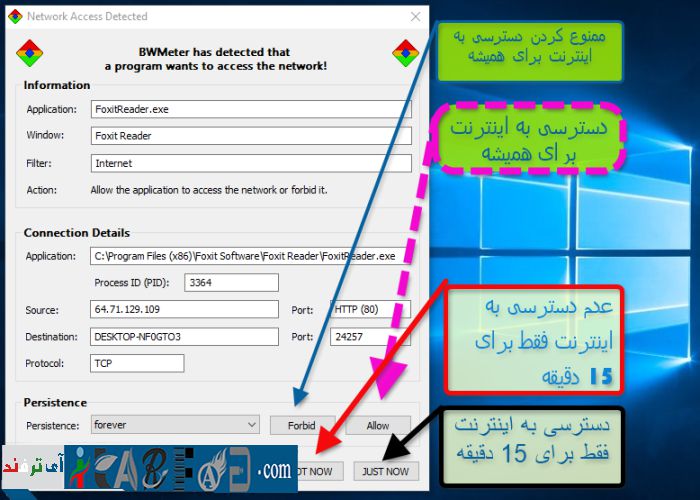 Network Access Detected
BWMeter has detected that
a program wants to access the network!
Information
Application: FoxitReader.exe
Window: Foxit Reader
Filter: Internet
Action: Allow the application to access the network or forbid it.
Connection Details
Application: C:\Program Files (x86)\Foxit Software\Foxit Reader\FoxitReader.exe
Process ID (PID): 3364
Source: 64.71.129.109 Port: HTTP (80)
Destination: DESKTOP-NF0GTO3 Port: 24257
Protocol: TCP
Persistence
Persistence: forever Forbid Allow
NOW JUST NOW
ممنوع کردن دسترسی به
اینترنت برای همیشه
دسترسی به اینترنت
برای همیشه
عدم دسترسی به
اینترنت فقط برای
15 دقیقه
دسترسی به اینترنت
فقط برای 15 دقیقه
آی ترفند
.com